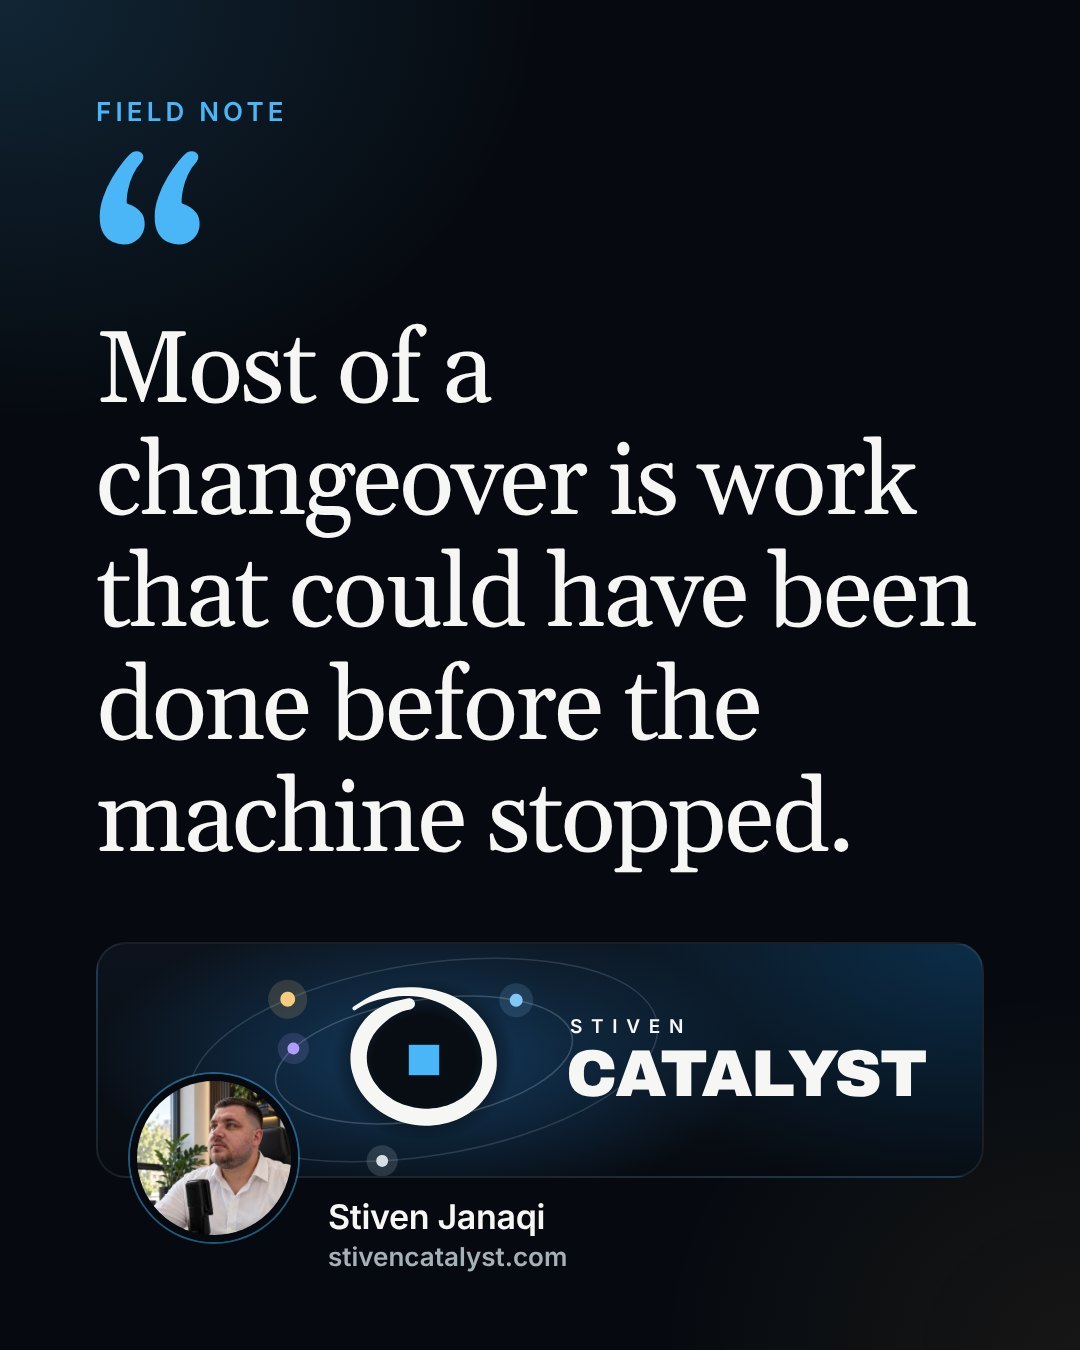 FIELD NOTE
“
Most of a
changeover is work
that could have been
done before the
machine stopped.
STIVEN
CATALYST
Stiven Janaqi
stivencatalyst.com